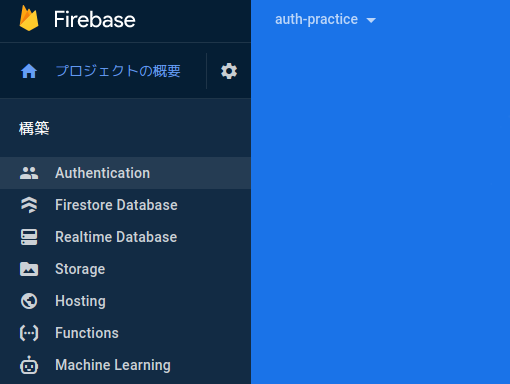 Firebase
auth-practice
プロジェクトの概要
構築
Authentication
Firestore Database
Realtime Database
Storage
Hosting
Functions
Machine Learning